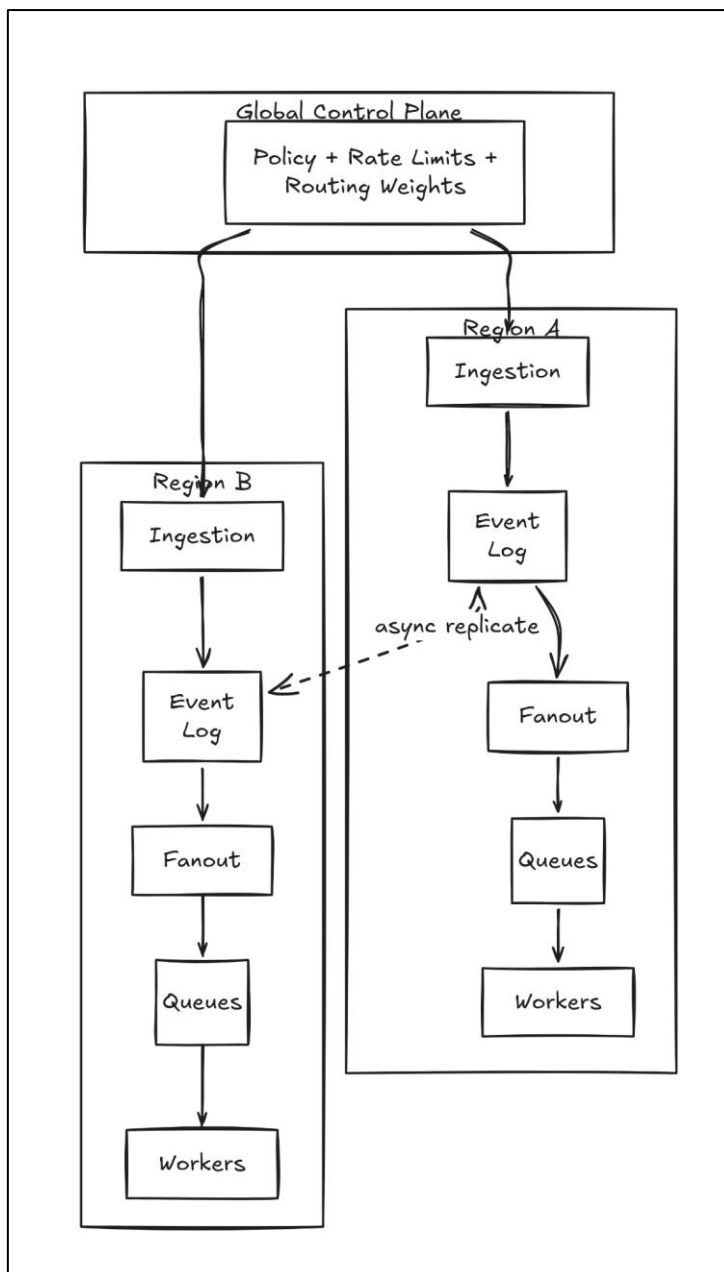 Global Control Plane
Policy + Rate Limits +
Routing Weights
Region A
Ingestion
Event
Log
async replicate
Fanout
Queues
Workers
Region B
Ingestion
Event
Log
Fanout
Queues
Workers